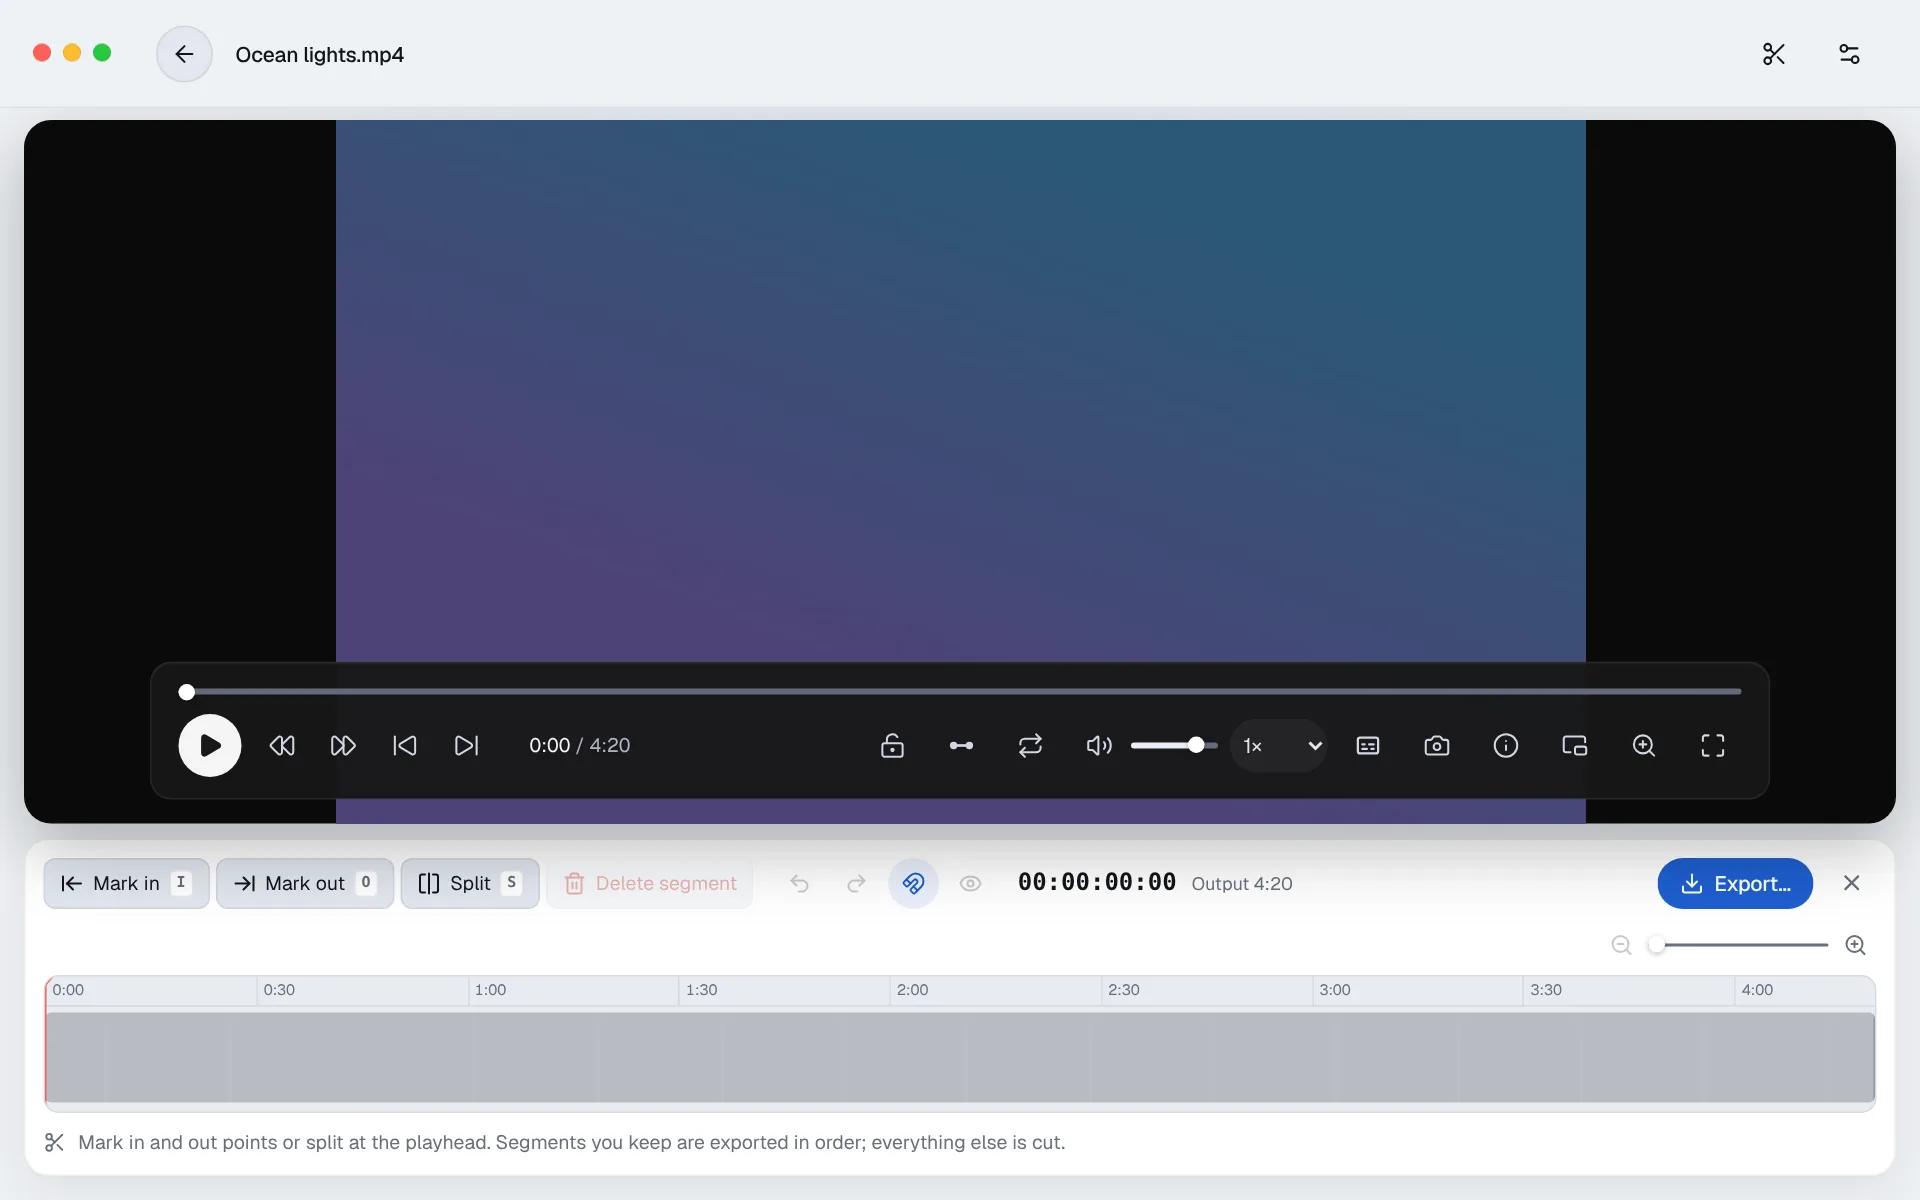 Ocean lights.mp4
0:00 / 4:20
1×
Mark in I
Mark out O
Split S
Delete segment
00:00:00:00
Output 4:20
Export...
0:00 0:30 1:00 1:30 2:00 2:30 3:00 3:30 4:00
Mark in and out points or split at the playhead. Segments you keep are exported in order; everything else is cut.